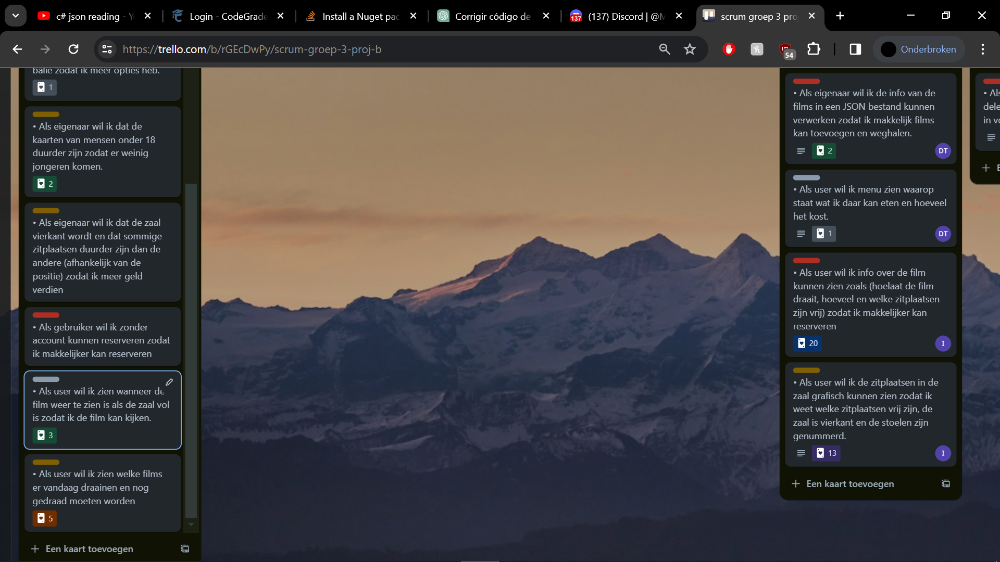 c# json reading -
Login - CodeGrade
Install a Nuget pac
Corrigir código de
137
(137) Discord | @M
scrum groep 3 pro
https://trello.com/b/rGEcDwPy/scrum-groep-3-proj-b
54
Onderbroken
balie zodat ik meer opties heb.
1
• Als eigenaar wil ik dat de
kaarten van mensen onder 18
duurder zijn zodat er weinig
jongeren komen.
2
• Als eigenaar wil ik dat de zaal
vierkant wordt en dat sommige
zitplaatsen duurder zijn dan de
andere (afhankelijk van de
positie) zodat ik meer geld
verdien
• Als gebruiker wil ik zonder
account kunnen reserveren zodat
ik makkelijker kan reserveren
• Als user wil ik zien wanneer de
film weer te zien is als de zaal vol
is zodat ik de film kan kijken.
3
• Als user wil ik zien welke films
er vandaag draainen en nog
gedraad moeten worden
5
+ Een kaart toevoegen
• Als eigenaar wil ik de info van de
films in een JSON bestand kunnen
verwerken zodat ik makkelijk films
kan toevoegen en weghalen.
2
DT
• Als user wil ik menu zien waarop
staat wat ik daar kan eten en hoeveel
het kost.
1
DT
• Als user wil ik info over de film
kunnen zien zoals (hoelaat de film
draait, hoeveel en welke zitplaatsen
zijn vrij) zodat ik makkelijker kan
reserveren
20
I
• Als user wil ik de zitplaatsen in de
zaal grafisch kunnen zien zodat ik
weet welke zitplaatsen vrij zijn, de
zaal is vierkant en de stoelen zijn
genummerd.
13
I
+ Een kaart toevoegen
• Als
dele
in ve
+ E